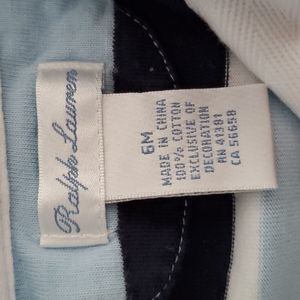 Ralph Lauren
6M
MADE IN CHINA
100% COTTON
EXCLUSIVE OF
DECORATION
RN 41381
CA 56658